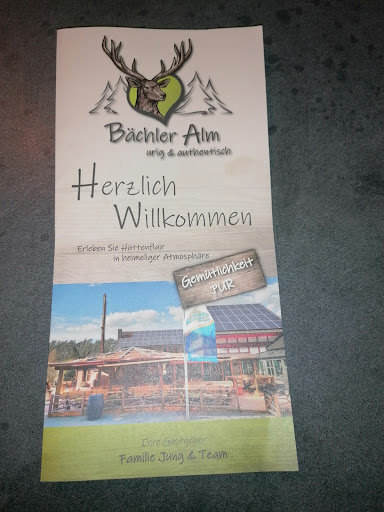 Bächler Alm
urig & authentisch
Herzlich
Willkommen
Erleben Sie Hüttenflair
in heimeliger Atmosphäre
Gemütlichkeit
PUR
Ihre Gastgeber
Familie Jung & Team